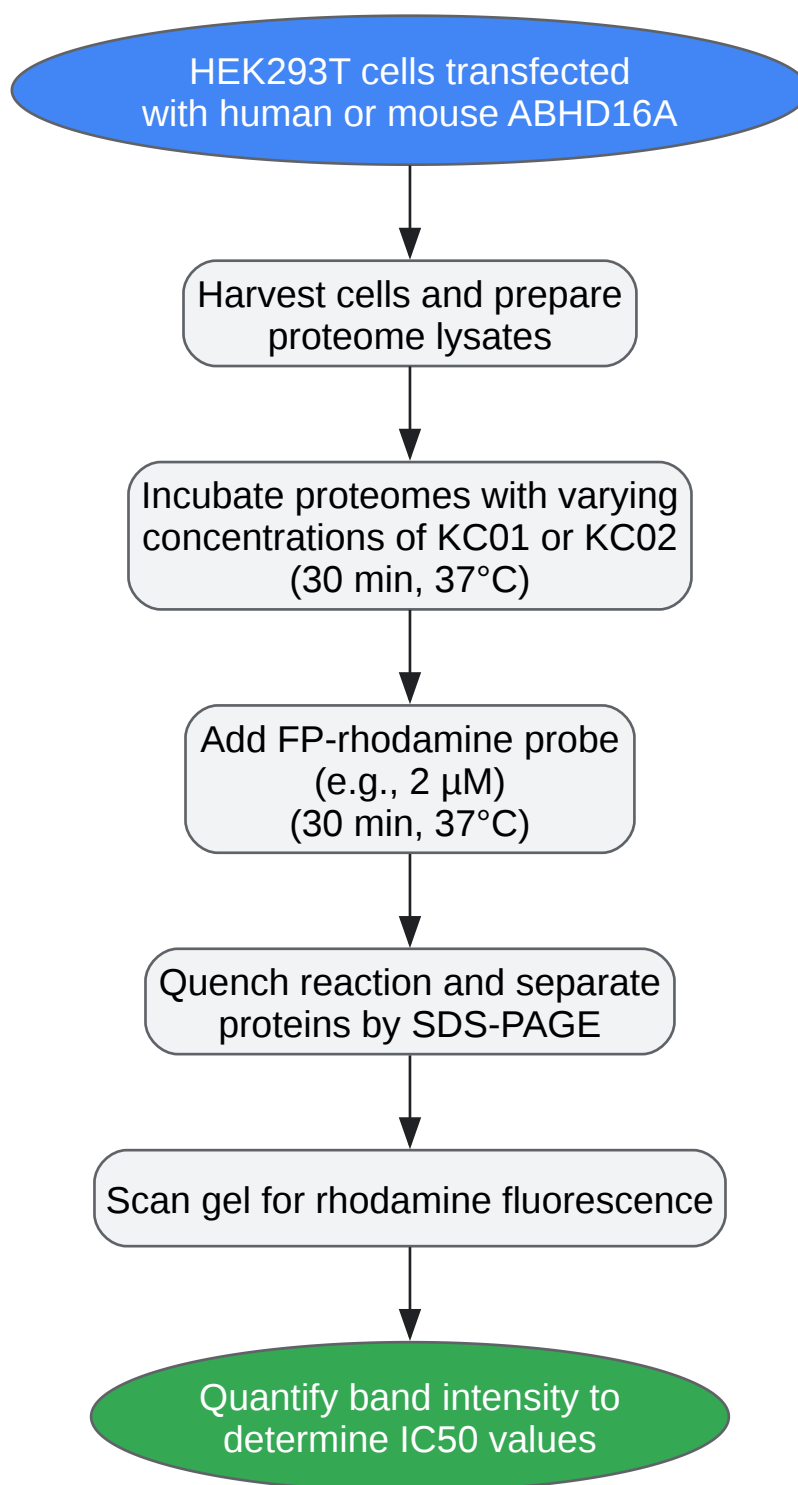 HEK293T cells transfected
with human or mouse ABHD16A
Harvest cells and prepare
proteome lysates
Incubate proteomes with varying
concentrations of KC01 or KC02
(30 min, 37°C)
Add FP-rhodamine probe
(e.g., 2 µM)
(30 min, 37°C)
Quench reaction and separate
proteins by SDS-PAGE
Scan gel for rhodamine fluorescence
Quantify band intensity to
determine IC50 values